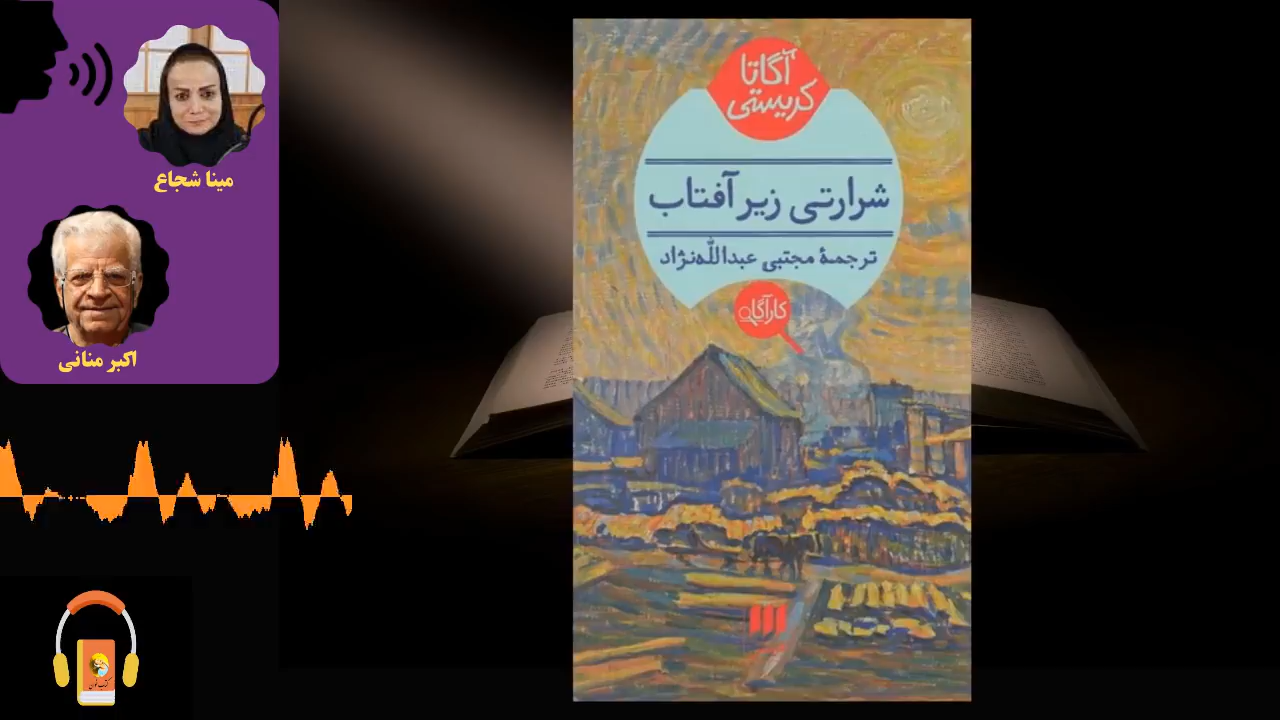 مینا شجاع
اکبر منانی
آگاتا
کریستی
شرارتی زیر آفتاب
ترجمهٔ مجتبی عبدالله‌نژاد
کارآگاه